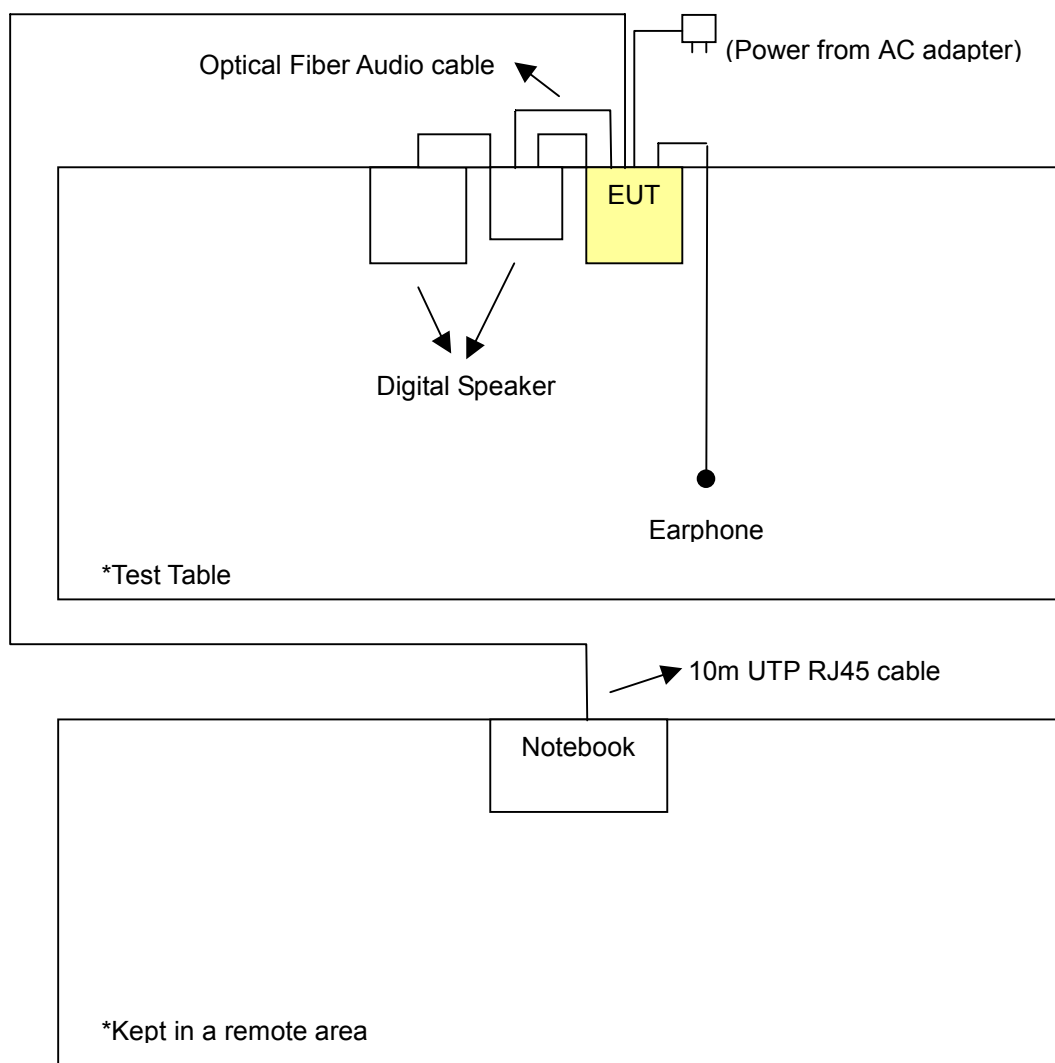 (Power from AC adapter)
Optical Fiber Audio cable
EUT
Digital Speaker
Earphone
*Test Table
10m UTP RJ45 cable
Notebook
*Kept in a remote area